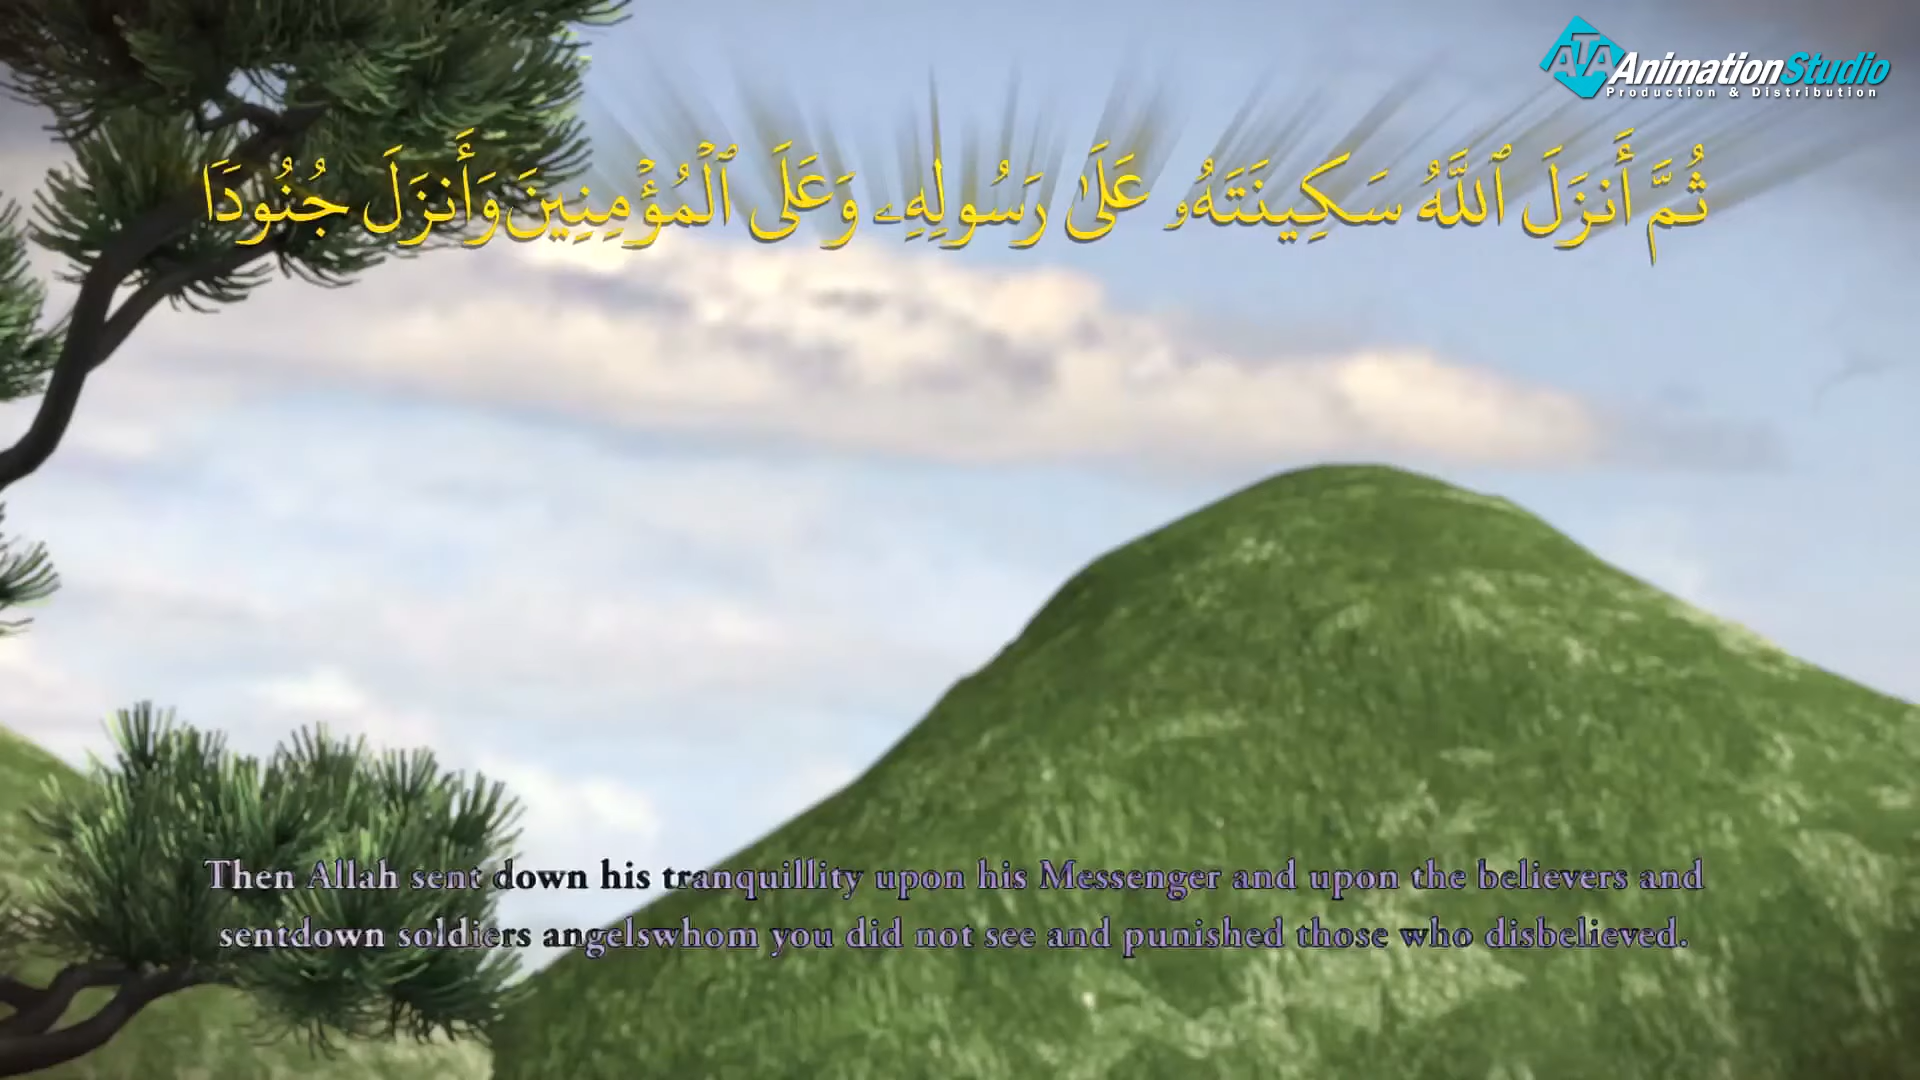 ATA AnimationStudio
Production & Distribution
ثُمَّ أَنزَلَ ٱللَّهُ سَكِينَتَهُۥ عَلَىٰ رَسُولِهِۦ وَعَلَى ٱلْمُؤْمِنِينَ وَأَنزَلَ جُنُودًا
Then Allah sent down his tranquillity upon his Messenger and upon the believers and
sentdown soldiers angelswhom you did not see and punished those who disbelieved.